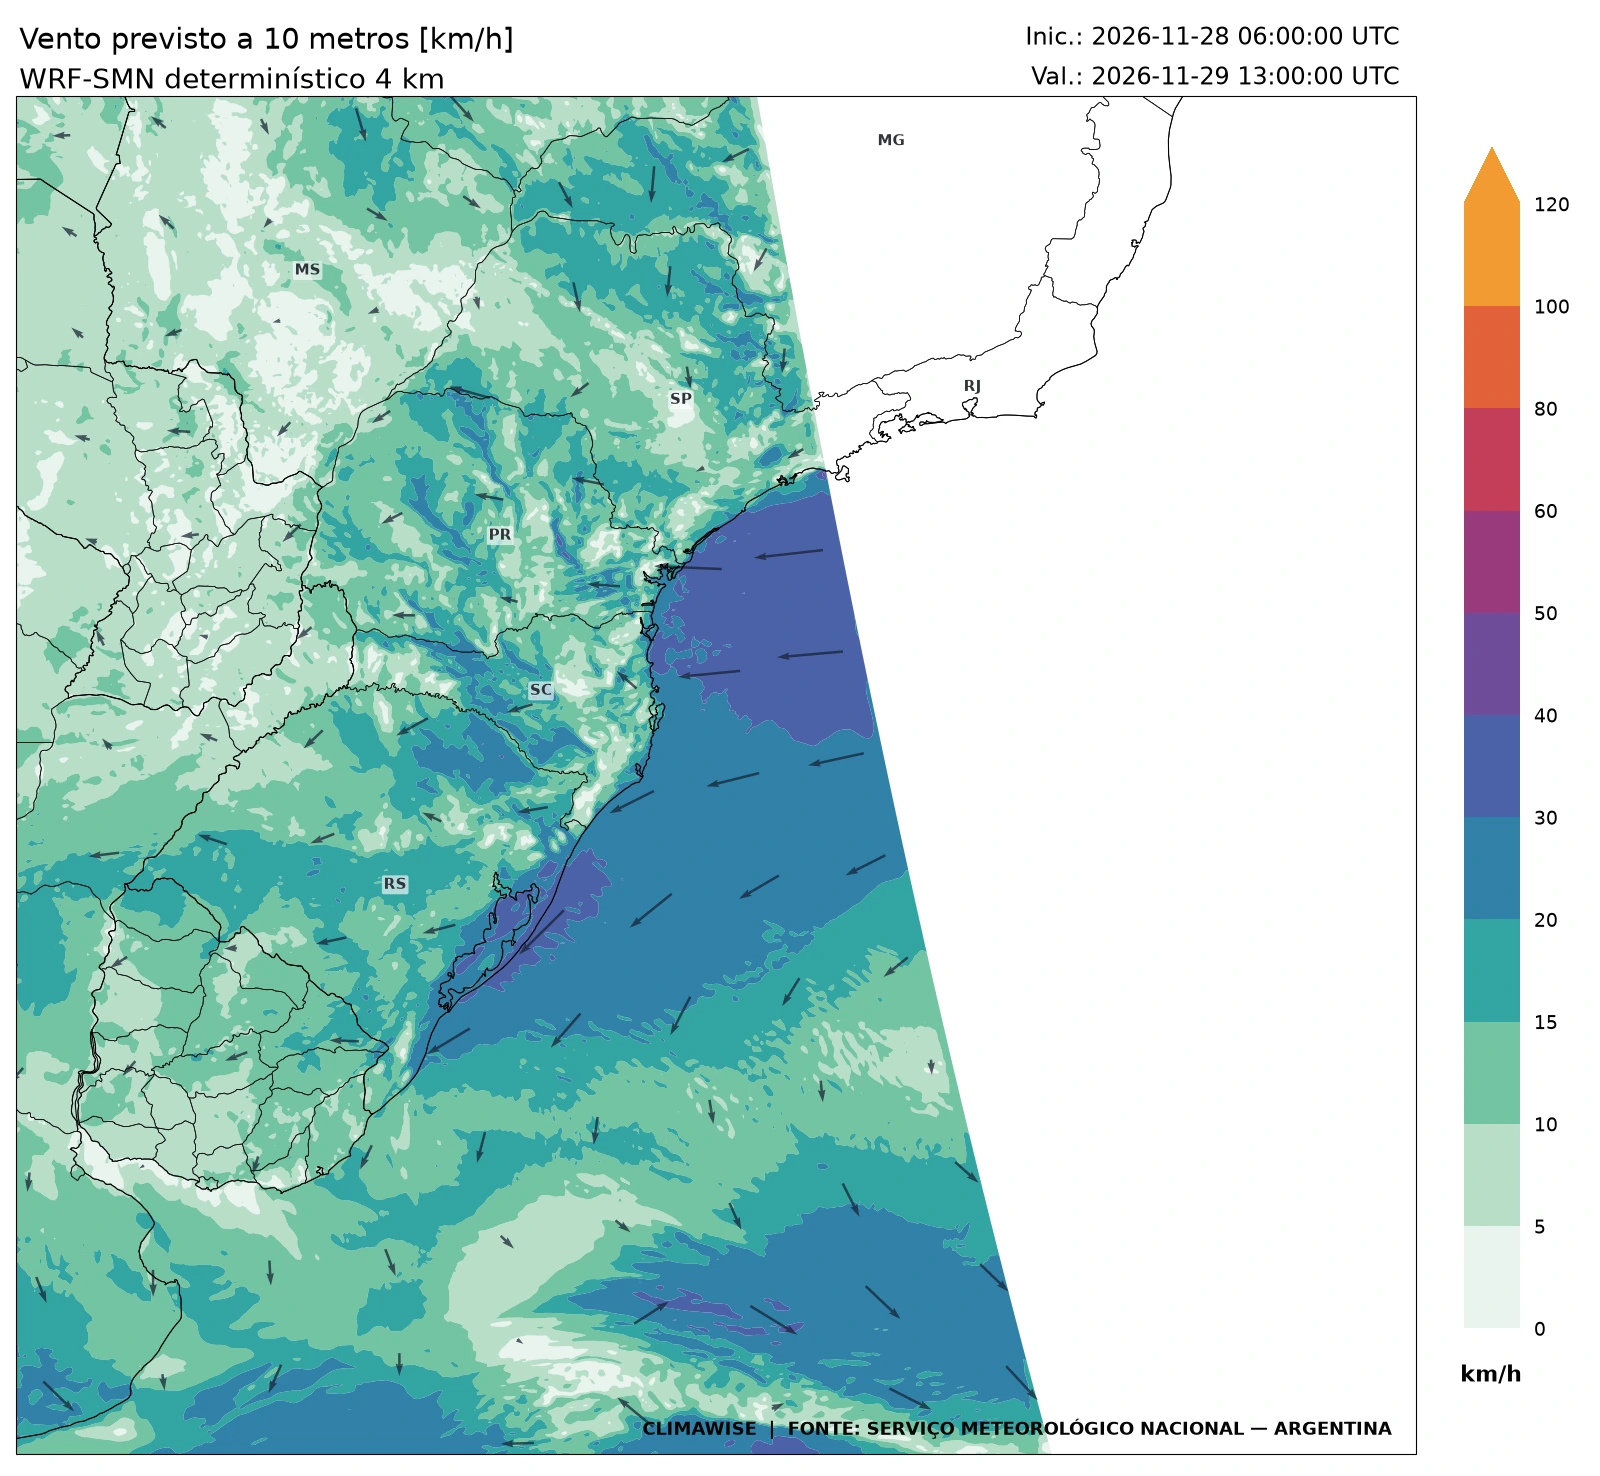 Vento previsto a 10 metros [km/h]
WRF-SMN determinístico 4 km
Inic.: 2026-11-28 06:00:00 UTC
Val.: 2026-11-29 13:00:00 UTC
MG
MS
RJ
SP
PR
SC
RS
120
100
80
60
50
40
30
20
15
10
5
0
km/h
CLIMAWISE | FONTE: SERVIÇO METEOROLÓGICO NACIONAL — ARGENTINA